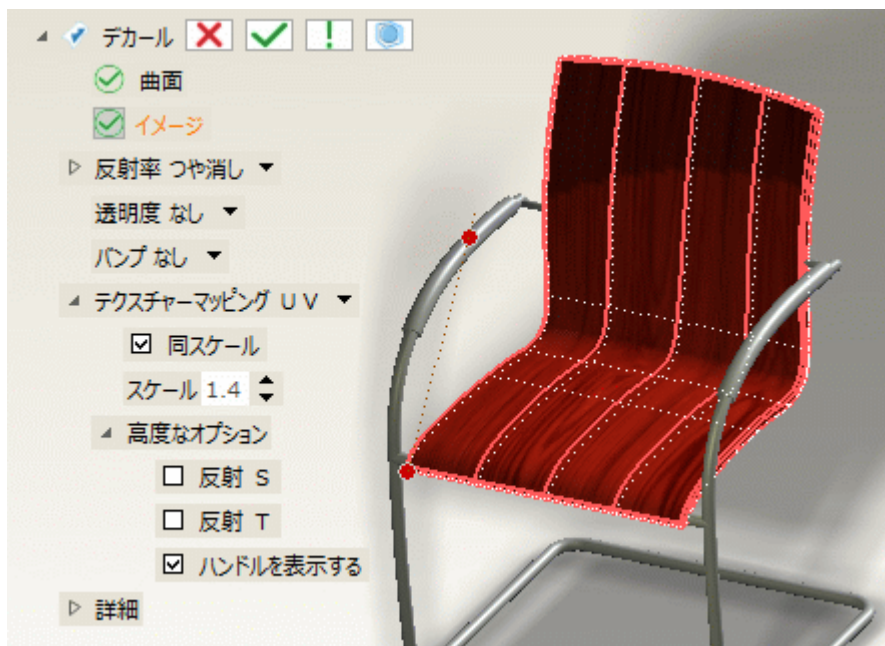 デカール
曲面
イメージ
反射率 つや消し
透明度 なし
バンプ なし
テクスチャーマッピング U V
同スケール
スケール 1.4
高度なオプション
反射 S
反射 T
ハンドルを表示する
詳細